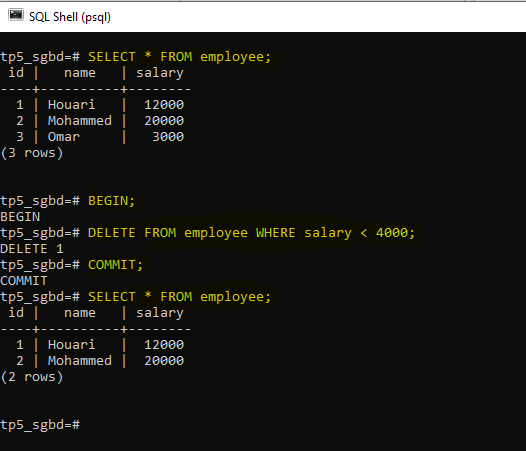 SQL Shell (psql)
tp5_sgbd=# SELECT * FROM employee;
 id |   name   | salary
----+----------+--------
  1 | Houari   |  12000
  2 | Mohammed |  20000
  3 | Omar     |   3000
(3 rows)
tp5_sgbd=# BEGIN;
BEGIN
tp5_sgbd=# DELETE FROM employee WHERE salary < 4000;
DELETE 1
tp5_sgbd=# COMMIT;
COMMIT
tp5_sgbd=# SELECT * FROM employee;
 id |   name   | salary
----+----------+--------
  1 | Houari   |  12000
  2 | Mohammed |  20000
(2 rows)
tp5_sgbd=#